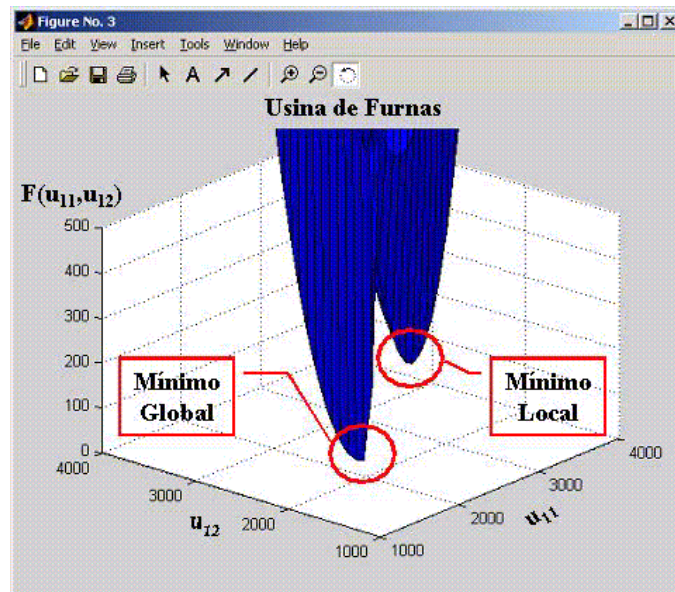 Figure No. 3
File Edit View Insert Tools Window Help
A
Usina de Furnas
F(u11,u12)
500
400
300
200
100
0
Mínimo
Global
Mínimo
Local
4000
3000
2000
1000
u12
1000
2000
3000
4000
u11